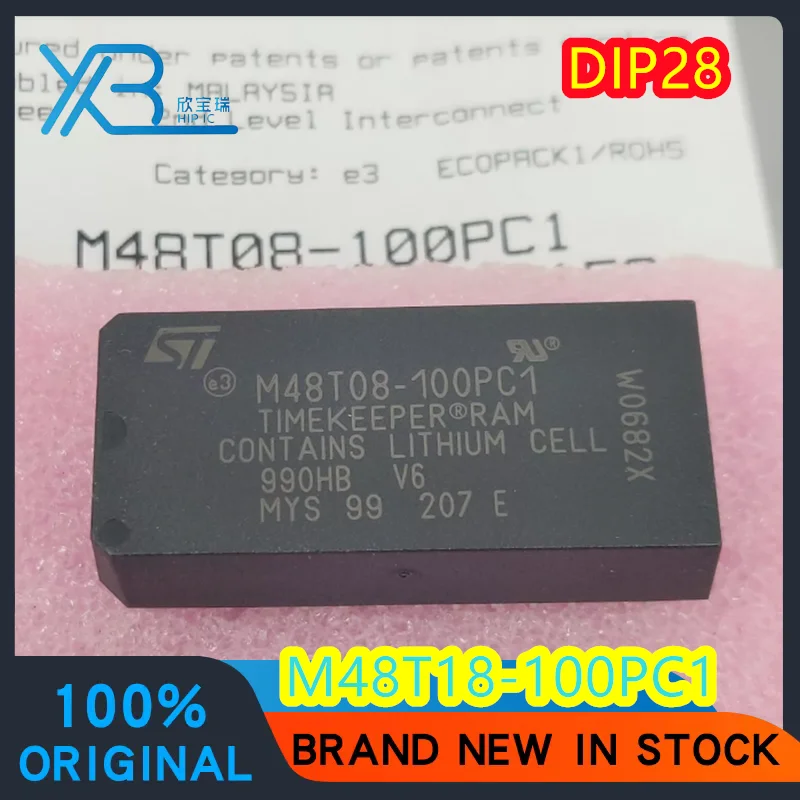 under patents or patents
XB
欣宝瑞
HIPIC
DIP28
MALAYSIA
Level Interconnect
Category: e3 ECOPACK1/ROHS
M48T08-100PC1
ST
e3 M48T08-100PC1
TIMEKEEPER®RAM
CONTAINS LITHIUM CELL
990HB V6
MYS 99 207 E
W0682X
M48T18-100PC1
100%
ORIGINAL
BRAND NEW IN STOCK